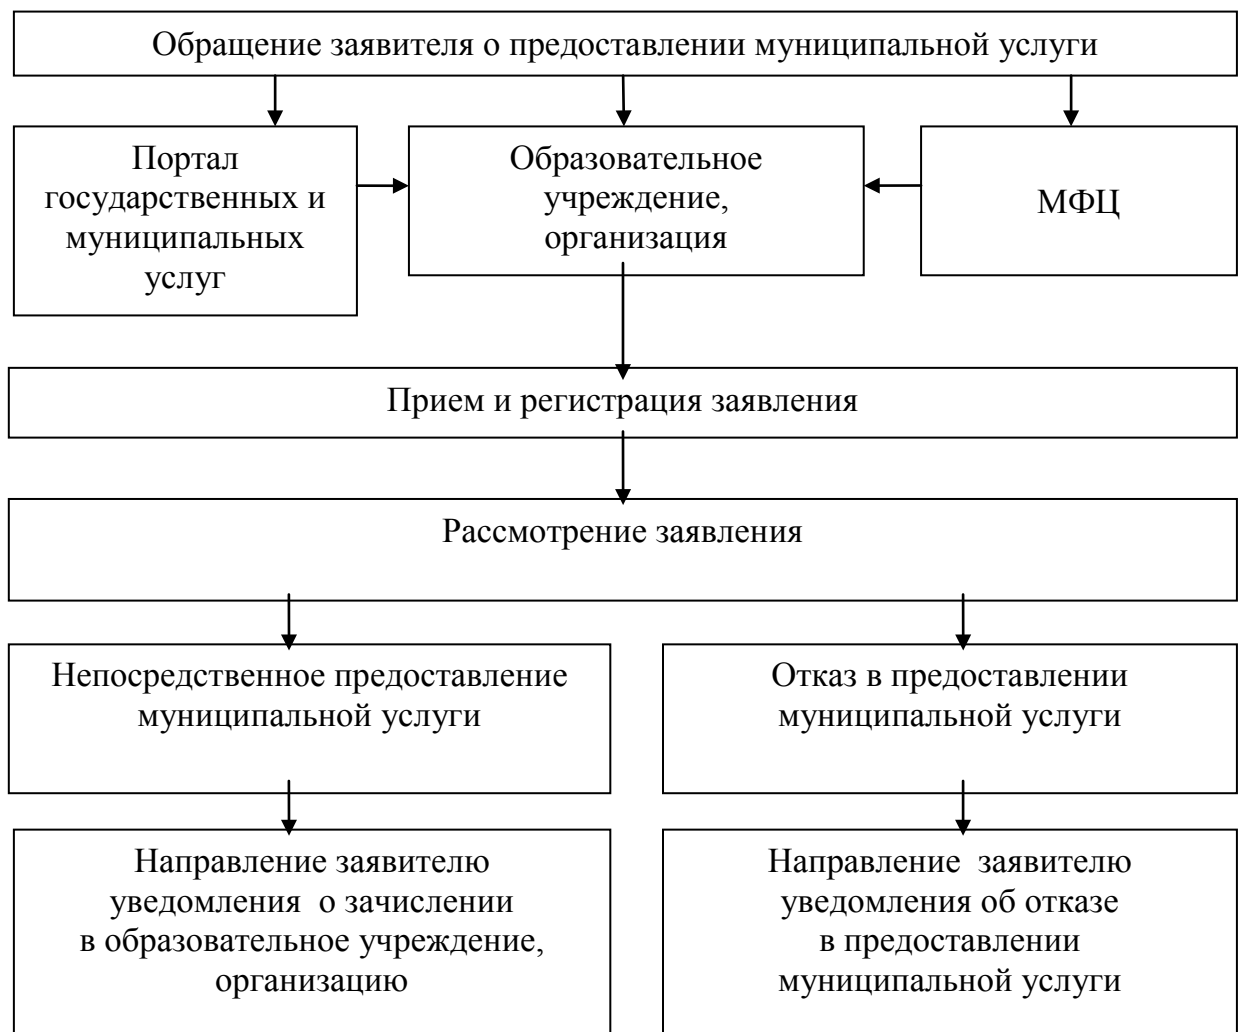 Обращение заявителя о предоставлении муниципальной услуги
Портал
государственных и
муниципальных
услуг
Образовательное
учреждение,
организация
МФЦ
Прием и регистрация заявления
Рассмотрение заявления
Непосредственное предоставление
муниципальной услуги
Отказ в предоставлении
муниципальной услуги
Направление заявителю
уведомления о зачислении
в образовательное учреждение,
организацию
Направление заявителю
уведомления об отказе
в предоставлении
муниципальной услуги